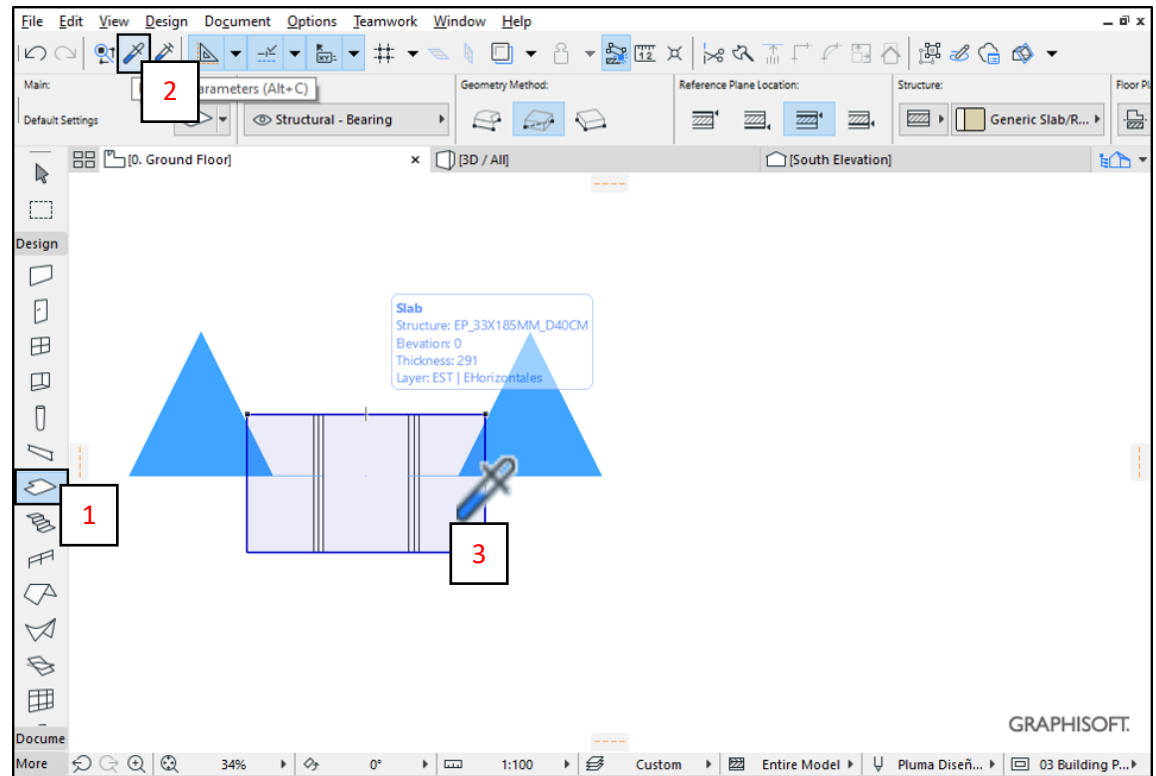 File Edit View Design Document Options Teamwork Window Help
Main:
arameters (Alt+C)
2
Geometry Method:
Reference Plane Location:
Structure:
Floor Pl
Default Settings
Structural - Bearing
Generic Slab/R...
[0. Ground Floor]
[3D / All]
[South Elevation]
Design
Slab
Structure: EP_33X185MM_D40CM
Elevation: 0
Thickness: 291
Layer: EST | EHorizontales
1
3
GRAPHISOFT.
Docume
More
34%
0°
1:100
Custom
Entire Model
Pluma Diseñ...
03 Building P...